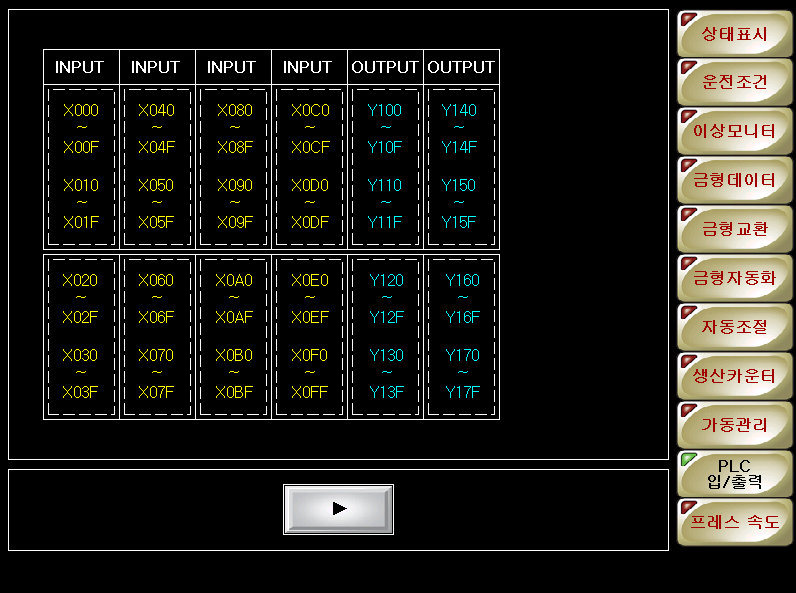 INPUT INPUT INPUT INPUT OUTPUT OUTPUT
X000 X040 X080 X0C0 Y100 Y140
~ ~ ~ ~ ~ ~
X00F X04F X08F X0CF Y10F Y14F
X010 X050 X090 X0D0 Y110 Y150
~ ~ ~ ~ ~ ~
X01F X05F X09F X0DF Y11F Y15F
X020 X060 X0A0 X0E0 Y120 Y160
~ ~ ~ ~ ~ ~
X02F X06F X0AF X0EF Y12F Y16F
X030 X070 X0B0 X0F0 Y130 Y170
~ ~ ~ ~ ~ ~
X03F X07F X0BF X0FF Y13F Y17F
상태표시
운전조건
이상모니터
금형데이터
금형교환
금형자동화
자동조절
생산카운터
가동관리
PLC
입/출력
프레스 속도